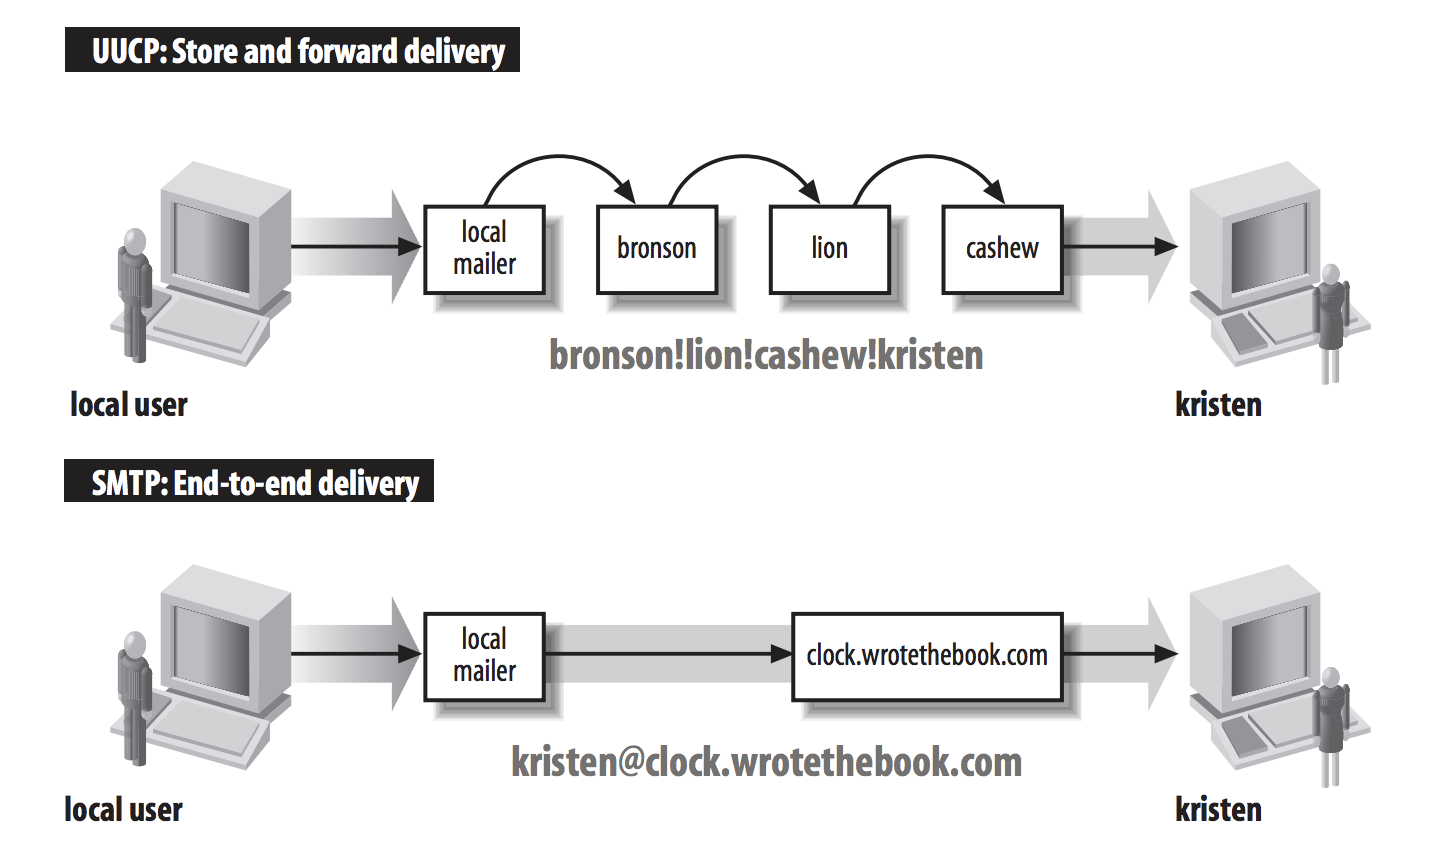 UUCP: Store and forward delivery
local
mailer
bronson
lion
cashew
bronson!lion!cashew!kristen
local user
kristen
SMTP: End-to-end delivery
local
mailer
clock.wrotethebook.com
kristen@clock.wrotethebook.com
local user
kristen